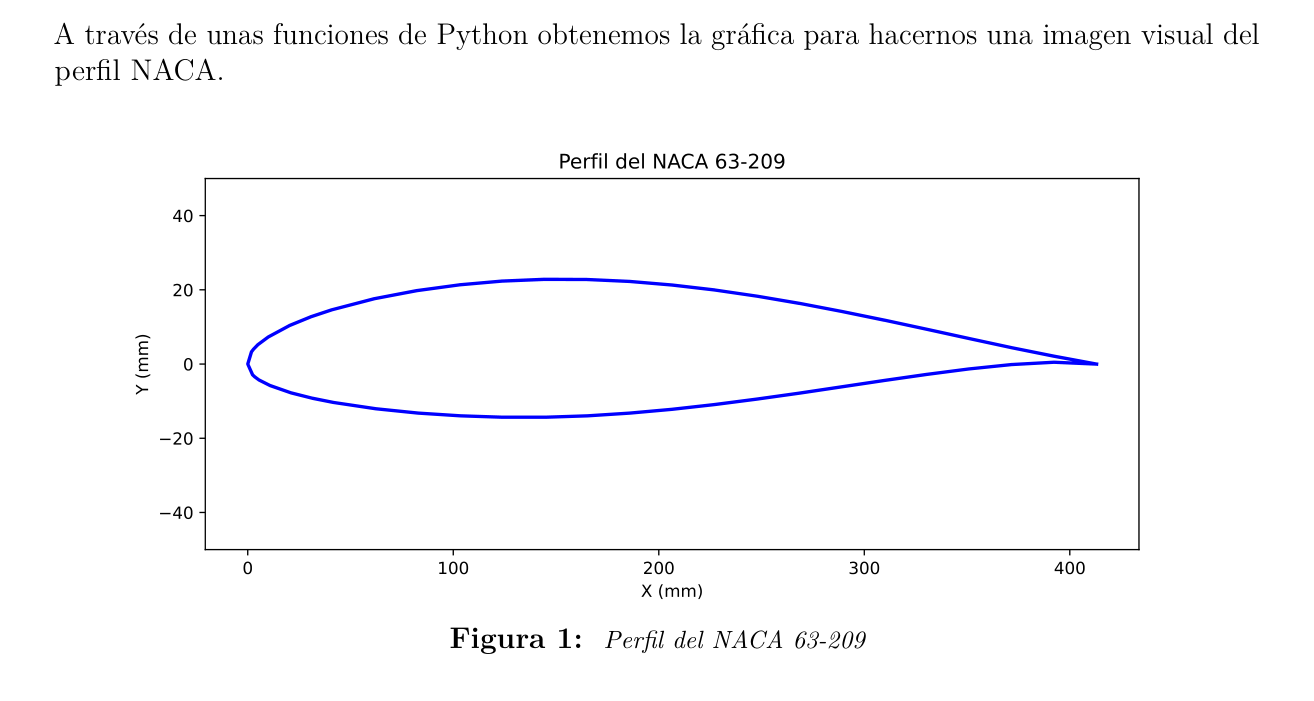 A través de unas funciones de Python obtenemos la gráfica para hacernos una imagen visual del
perfil NACA.
Perfil del NACA 63-209
40
20
0
−20
−40
Y (mm)
0 100 200 300 400
X (mm)
Figura 1: Perfil del NACA 63-209